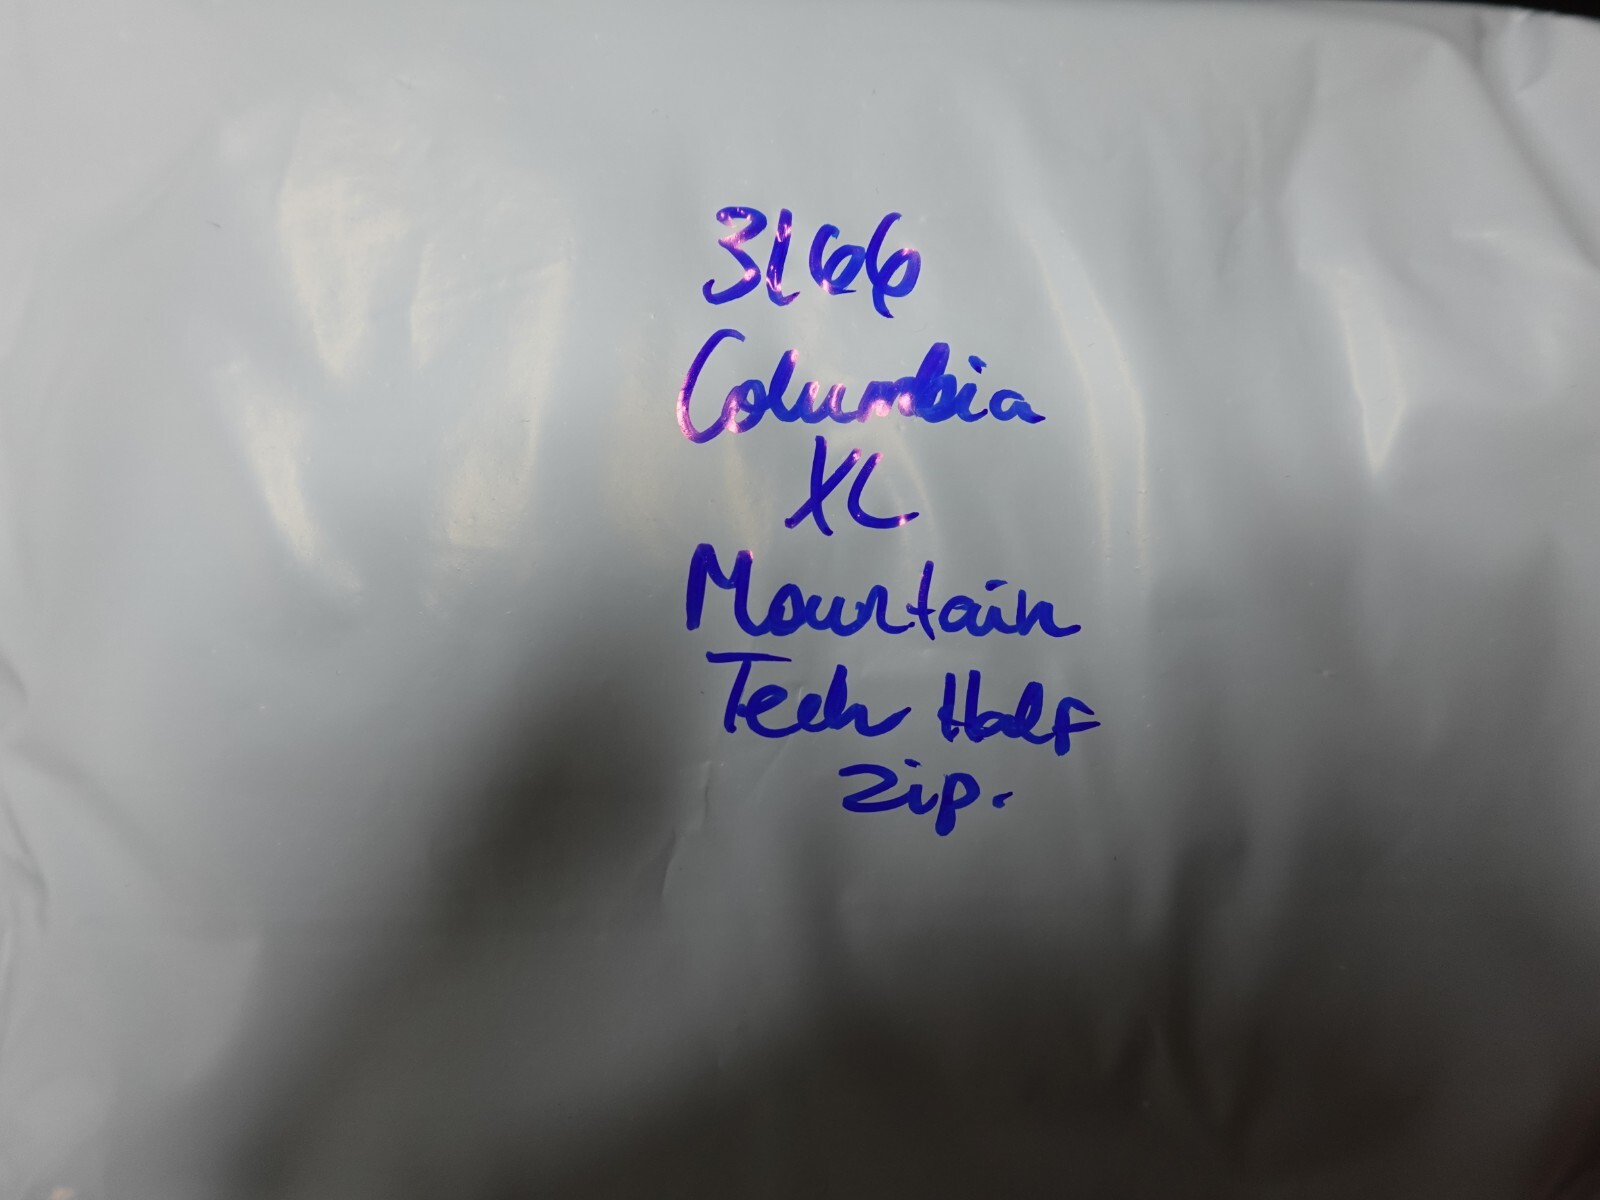 3166
Columbia
XL
Mountain
Tech Half
Zip.